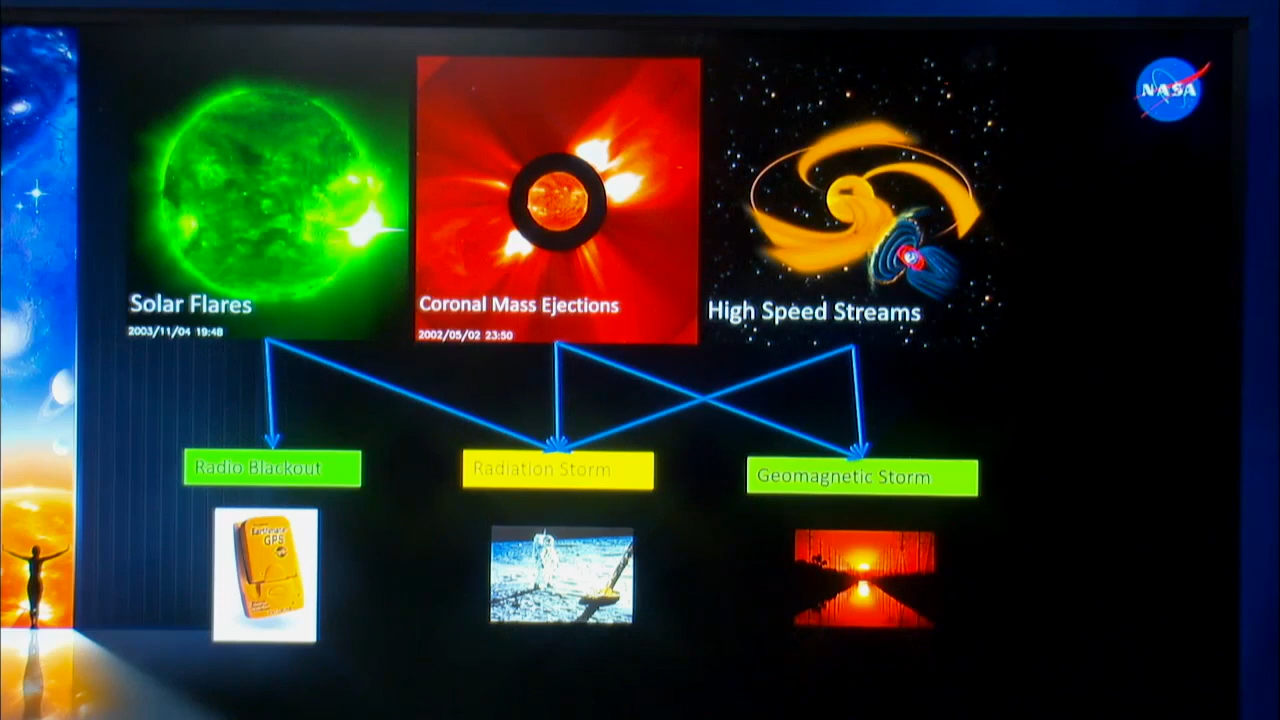 NASA
Solar Flares
2003/11/04 19:48
Coronal Mass Ejections
2002/05/02 23:50
High Speed Streams
Radio Blackout
Radiation Storm
Geomagnetic Storm
Earthmate
GPS